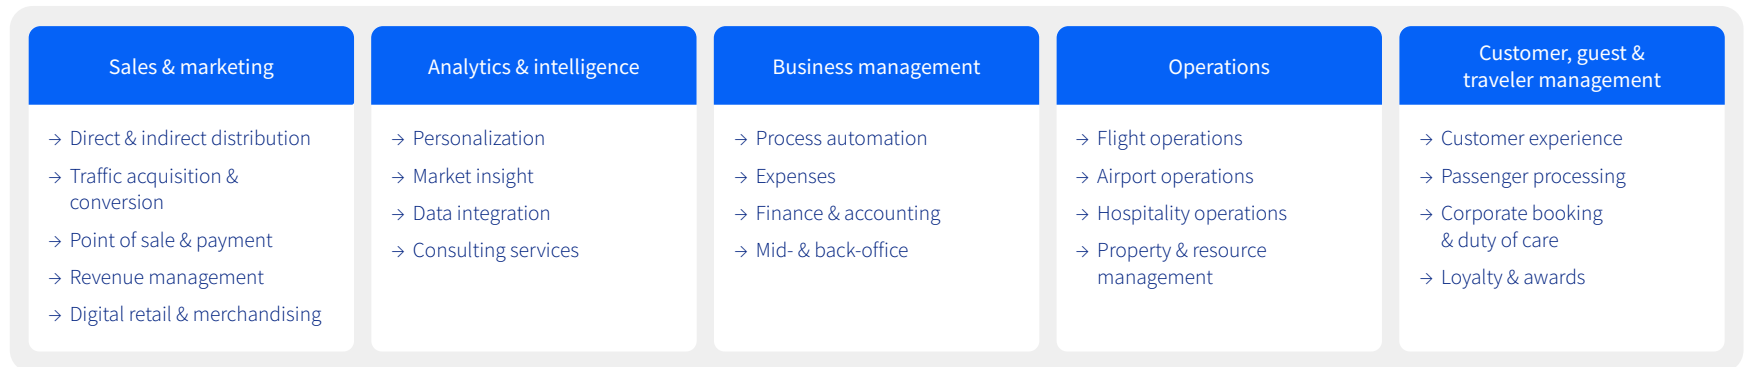 Sales & marketing
→ Direct & indirect distribution
→ Traffic acquisition &
conversion
→ Point of sale & payment
→ Revenue management
→ Digital retail & merchandising
Analytics & intelligence
→ Personalization
→ Market insight
→ Data integration
→ Consulting services
Business management
→ Process automation
→ Expenses
→ Finance & accounting
→ Mid- & back-office
Operations
→ Flight operations
→ Airport operations
→ Hospitality operations
→ Property & resource
management
Customer, guest &
traveler management
→ Customer experience
→ Passenger processing
→ Corporate booking
& duty of care
→ Loyalty & awards